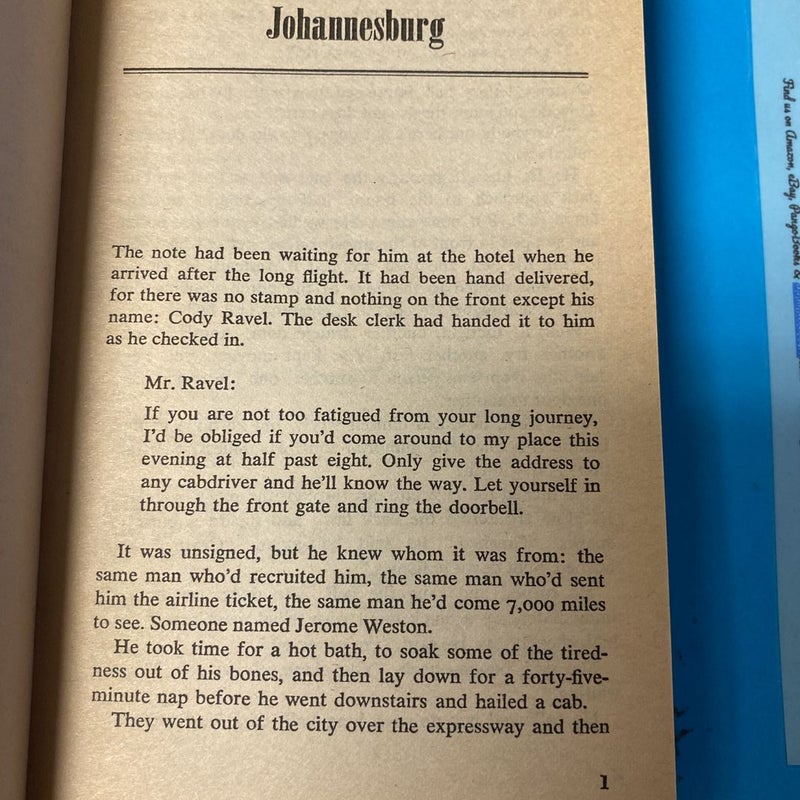 Johannesburg
The note had been waiting for him at the hotel when he
arrived after the long flight. It had been hand delivered,
for there was no stamp and nothing on the front except his
name: Cody Ravel. The desk clerk had handed it to him
as he checked in.
Mr. Ravel:
If you are not too fatigued from your long journey,
I'd be obliged if you'd come around to my place this
evening at half past eight. Only give the address to
any cabdriver and he'll know the way. Let yourself in
through the front gate and ring the doorbell.
It was unsigned, but he knew whom it was from: the
same man who'd recruited him, the same man who'd sent
him the airline ticket, the same man he'd come 7,000 miles
to see. Someone named Jerome Weston.
He took time for a hot bath, to soak some of the tired-
ness out of his bones, and then lay down for a forty-five-
minute nap before he went downstairs and hailed a cab.
They went out of the city over the expressway and then
1
Find us on Amazon, eBay, PangoBooks &